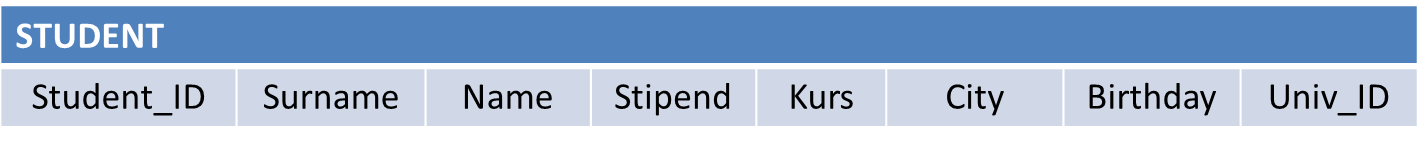 STUDENT
Student_ID Surname Name Stipend Kurs City Birthday Univ_ID